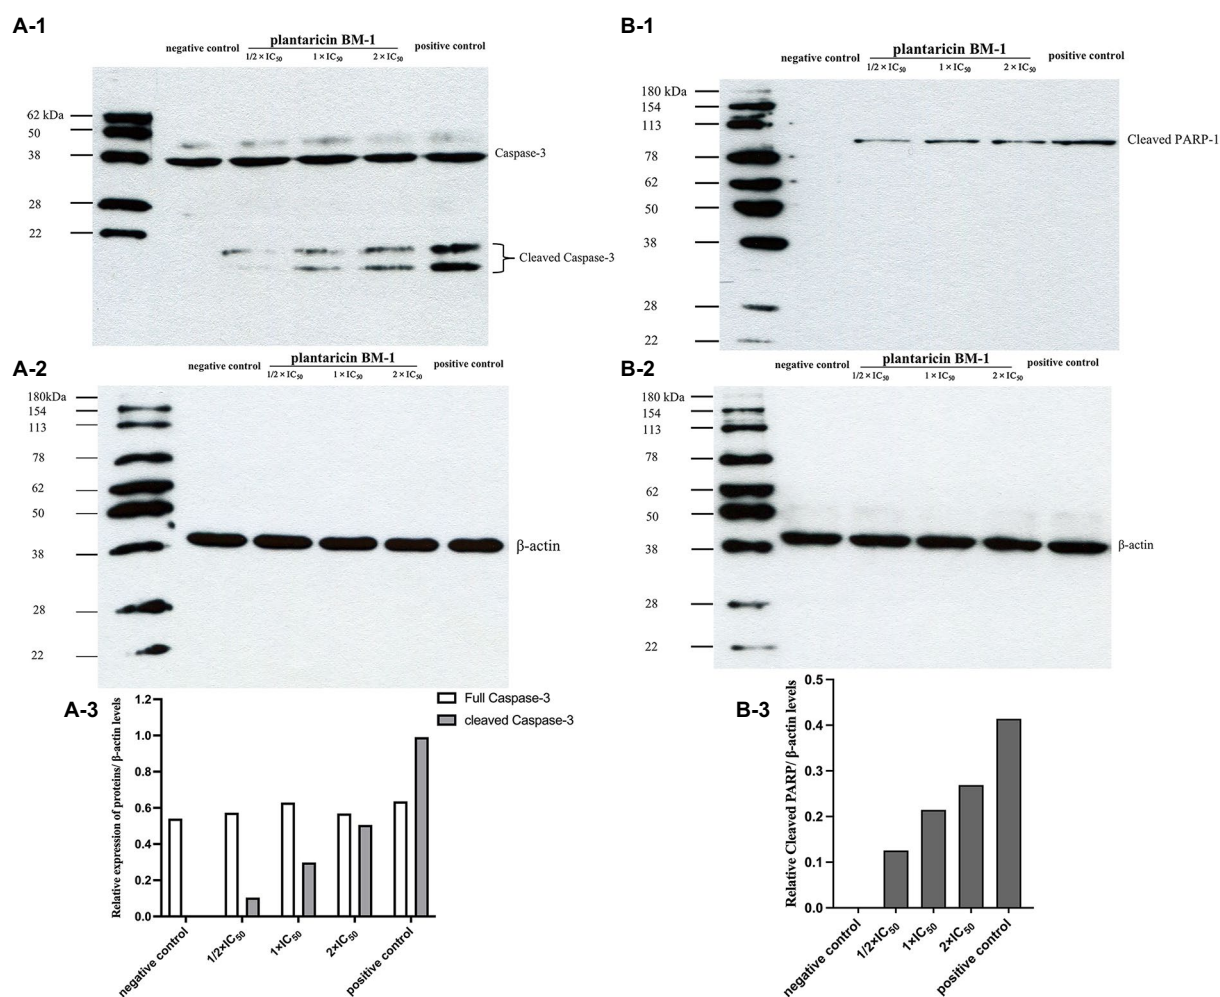 A-1
negative control
plantaricin BM-1
positive control
1/2 × IC50
1 × IC50
2 × IC50
62 kDa
50
38
28
22
Caspase-3
Cleaved Caspase-3
B-1
negative control
plantaricin BM-1
positive control
1/2 × IC50
1 × IC50
2 × IC50
180 kDa
154
113
78
62
50
38
28
22
Cleaved PARP-1
A-2
negative control
plantaricin BM-1
positive control
1/2 × IC50
1 × IC50
2 × IC50
180kDa
154
113
78
62
50
38
28
22
β-actin
B-2
negative control
plantaricin BM-1
positive control
1/2 × IC50
1 × IC50
2 × IC50
180 kDa
154
113
78
62
50
38
28
22
β-actin
A-3
Relative expression of proteins/ β-actin levels
1.2
1.0
0.8
0.6
0.4
0.2
0.0
Full Caspase-3
cleaved Caspase-3
negative control
1/2×IC50
1×IC50
2×IC50
positive control
B-3
Relative Cleaved PARP/ β-actin levels
0.5
0.4
0.3
0.2
0.1
0.0
negative control
1/2×IC50
1×IC50
2×IC50
positive control